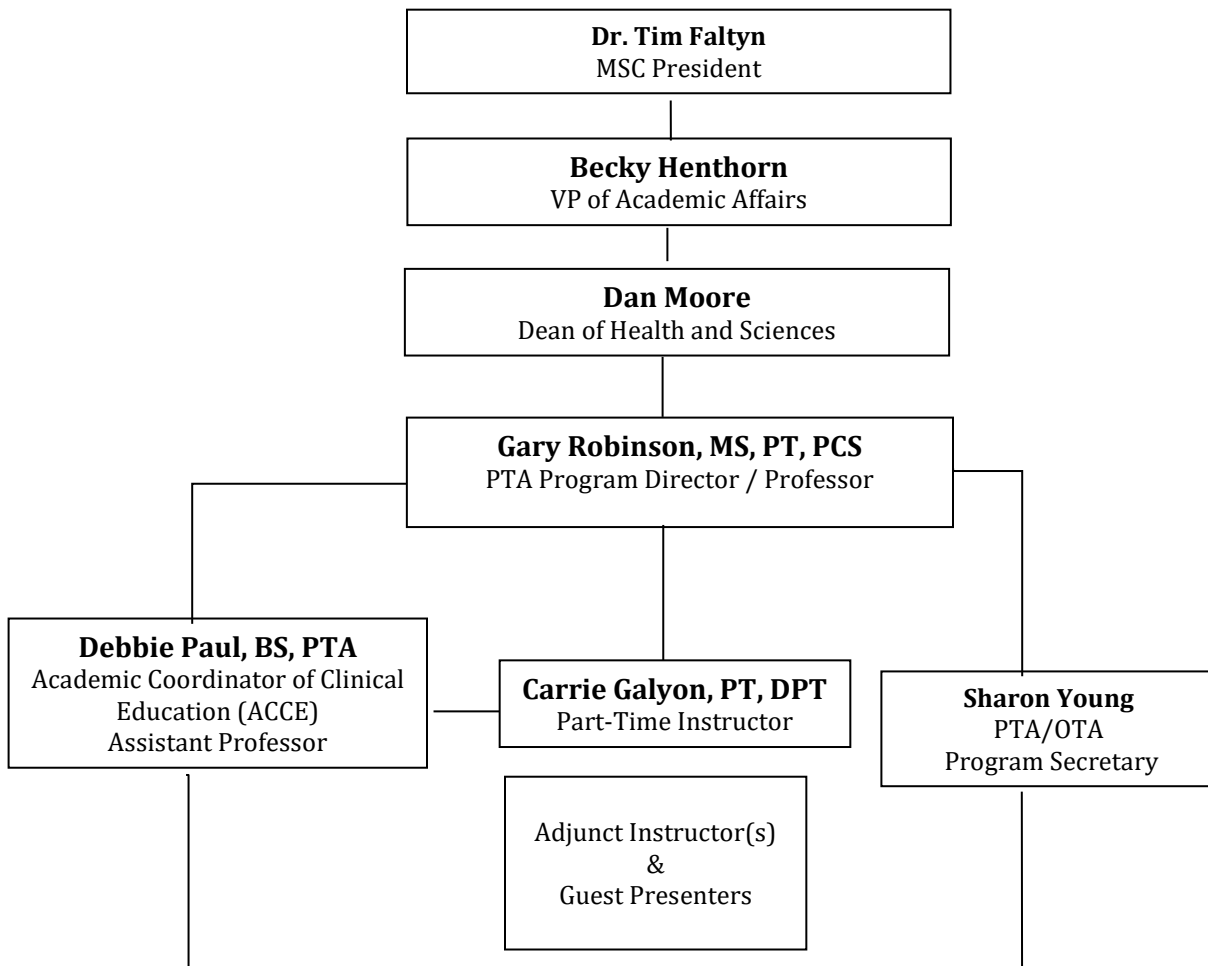 Dr. Tim Faltyn
MSC President
Becky Henthorn
VP of Academic Affairs
Dan Moore
Dean of Health and Sciences
Gary Robinson, MS, PT, PCS
PTA Program Director / Professor
Debbie Paul, BS, PTA
Academic Coordinator of Clinical
Education (ACCE)
Assistant Professor
Carrie Galyon, PT, DPT
Part-Time Instructor
Sharon Young
PTA/OTA
Program Secretary
Adjunct Instructor(s)
&
Guest Presenters